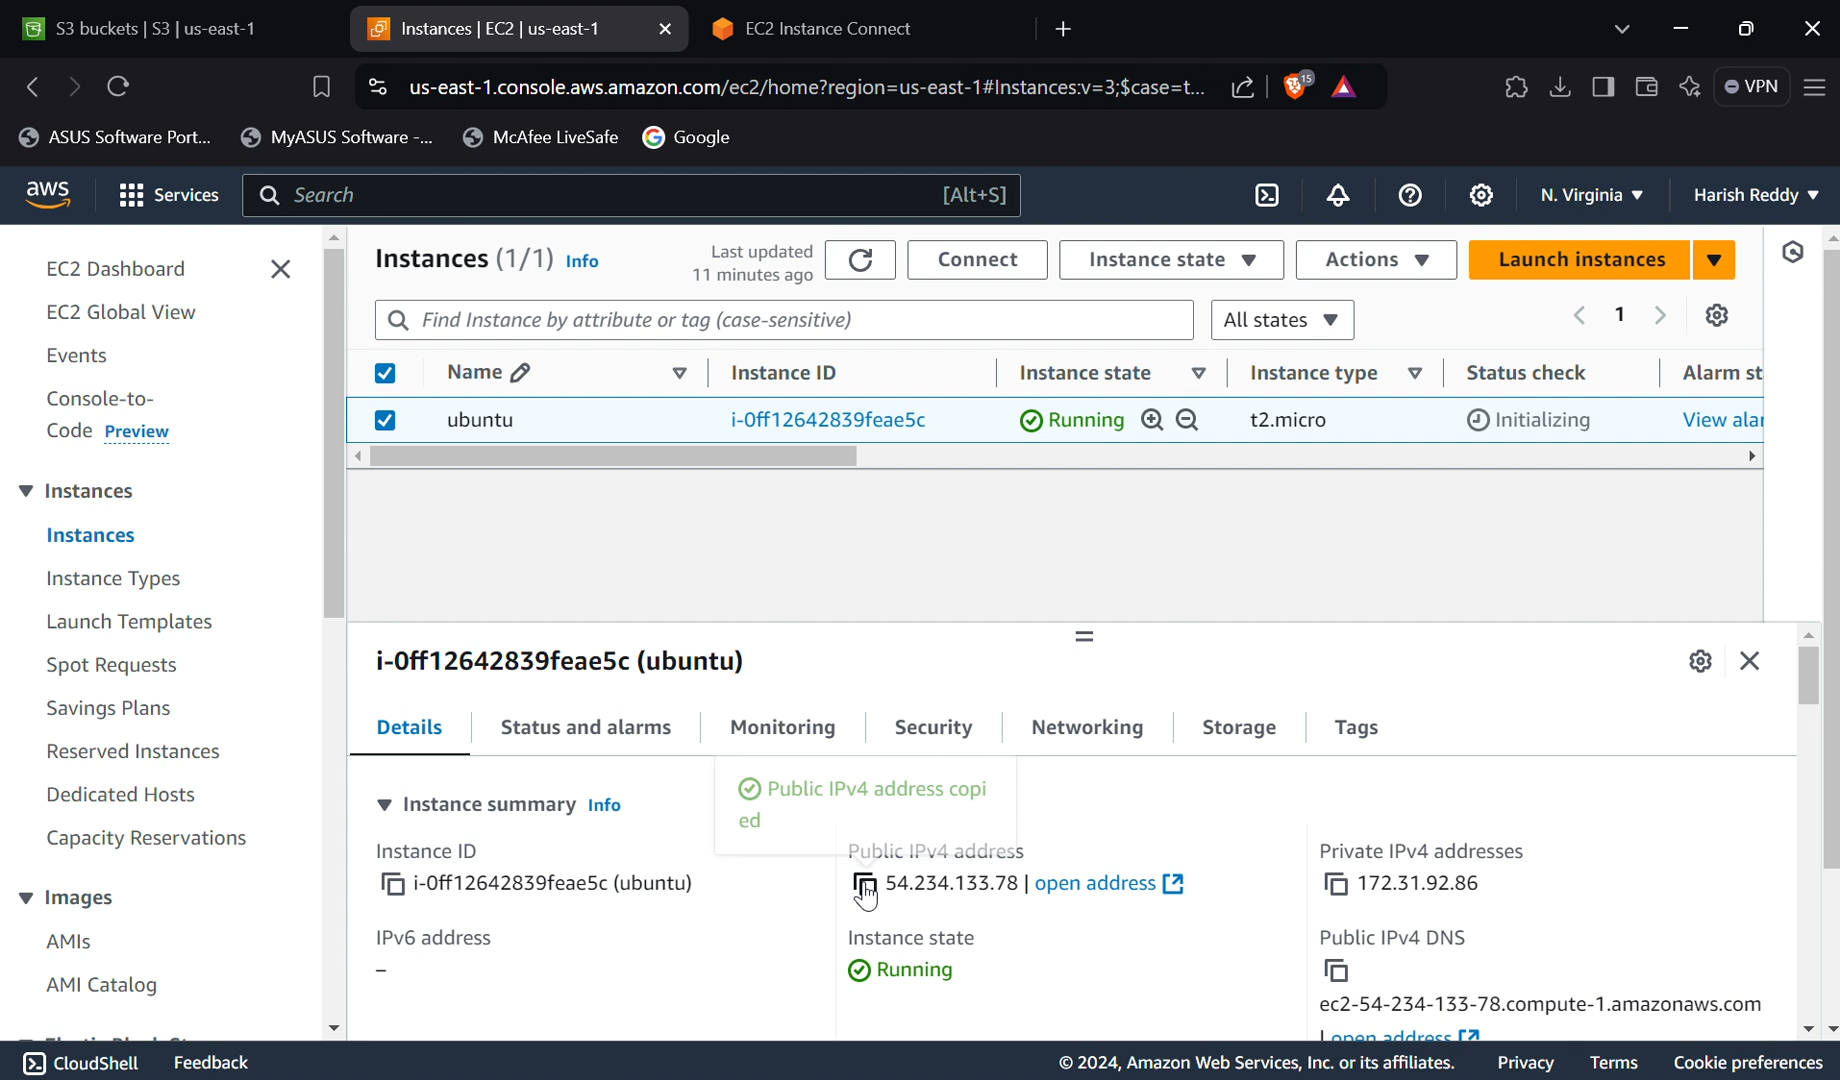 S3 buckets | S3 | us-east-1
Instances | EC2 | us-east-1
EC2 Instance Connect
us-east-1.console.aws.amazon.com/ec2/home?region=us-east-1#Instances:v=3;$case=t...
15
VPN
ASUS Software Port...
MyASUS Software -...
McAfee LiveSafe
Google
aws
Services
Search
[Alt+S]
N. Virginia
Harish Reddy
EC2 Dashboard
EC2 Global View
Events
Console-to-
Code Preview
Instances
Instances
Instance Types
Launch Templates
Spot Requests
Savings Plans
Reserved Instances
Dedicated Hosts
Capacity Reservations
Images
AMIs
AMI Catalog
Instances (1/1) Info
Last updated
11 minutes ago
Connect
Instance state
Actions
Launch instances
Find Instance by attribute or tag (case-sensitive)
All states
1
Name
Instance ID
Instance state
Instance type
Status check
Alarm st
ubuntu
i-0ff12642839feae5c
Running
t2.micro
Initializing
View alar
i-0ff12642839feae5c (ubuntu)
Details
Status and alarms
Monitoring
Security
Networking
Storage
Tags
Public IPv4 address copi
ed
Instance summary Info
Instance ID
i-0ff12642839feae5c (ubuntu)
Public IPv4 address
54.234.133.78 | open address
Private IPv4 addresses
172.31.92.86
IPv6 address
–
Instance state
Running
Public IPv4 DNS
ec2-54-234-133-78.compute-1.amazonaws.com
| open address
CloudShell
Feedback
© 2024, Amazon Web Services, Inc. or its affiliates.
Privacy
Terms
Cookie preferences